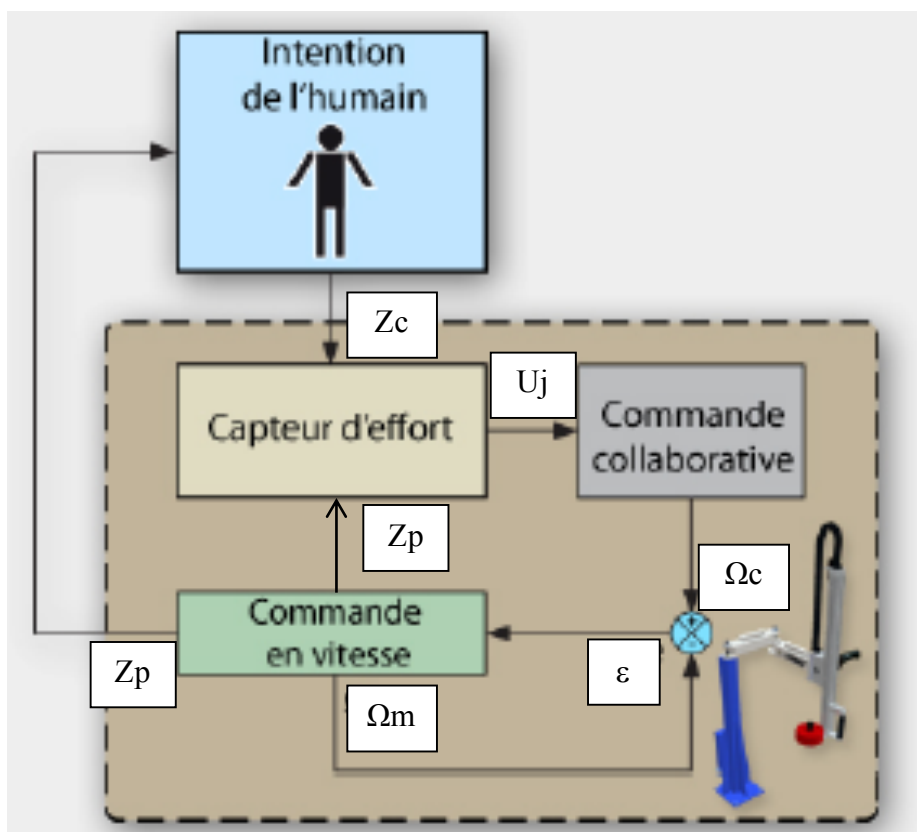 Intention
de l'humain
Zc
Capteur d'effort
Uj
Commande
collaborative
Zp
Ωc
Commande
en vitesse
Zp
ε
Ωm